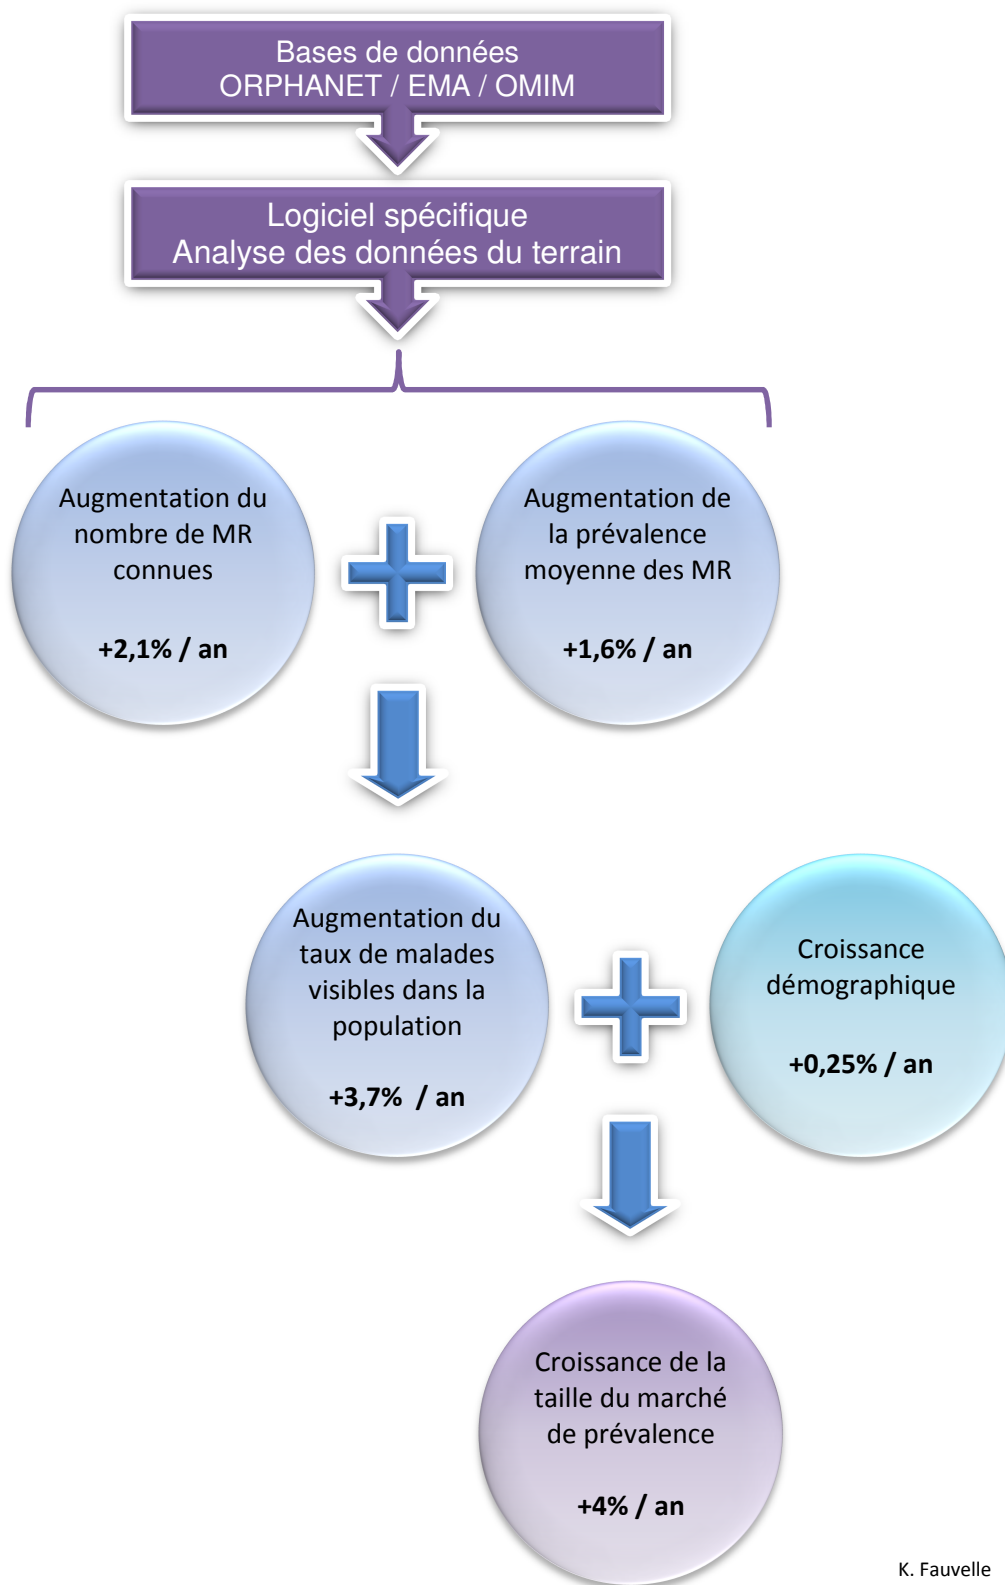 Bases de données
ORPHANET / EMA / OMIM
Logiciel spécifique
Analyse des données du terrain
Augmentation du
nombre de MR
connues
+2,1% / an
Augmentation de
la prévalence
moyenne des MR
+1,6% / an
Augmentation du
taux de malades
visibles dans la
population
+3,7%  / an
Croissance
démographique
+0,25% / an
Croissance de la
taille du marché
de prévalence
+4% / an
K. Fauvelle